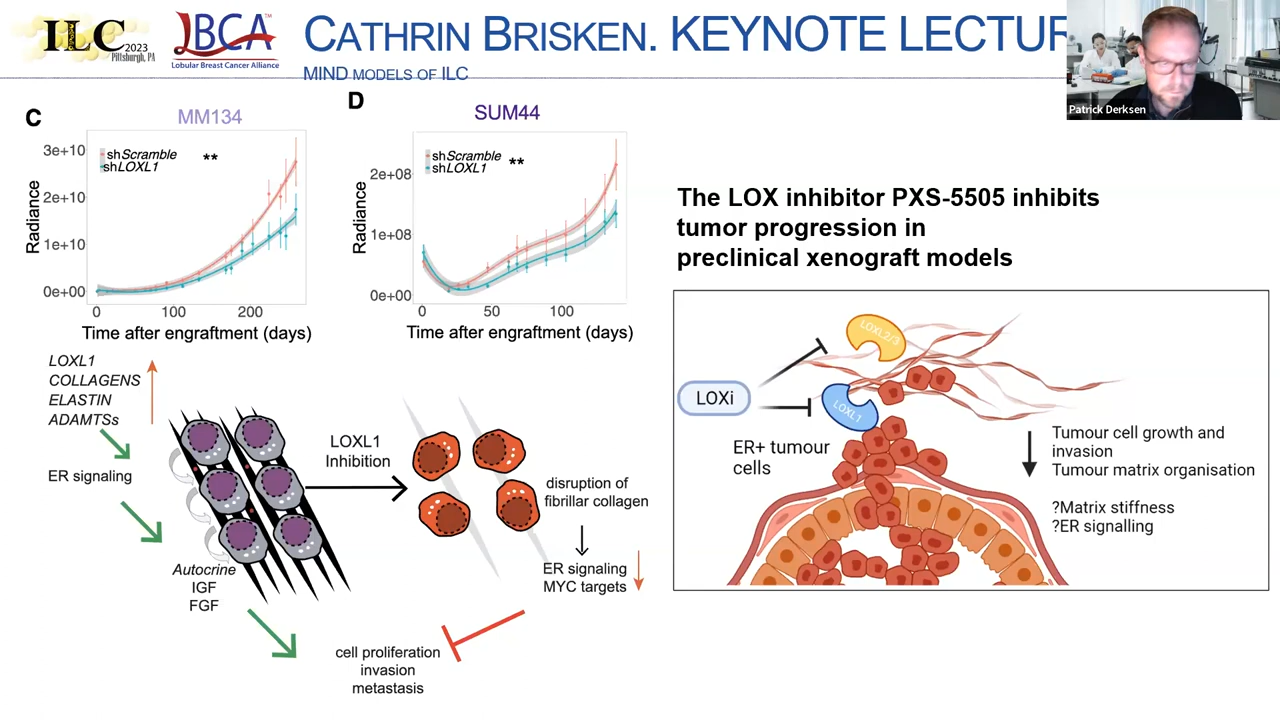 ILC 2023
Pittsburgh, PA
LBCA
Lobular Breast Cancer Alliance
CATHRIN BRISKEN. KEYNOTE LECTUR
MIND MODELS OF ILC
Patrick Derksen
C
MM134
shScramble
shLOXL1
**
3e+10
2e+10
1e+10
0e+00
Radiance
0
100
200
Time after engraftment (days)
D
SUM44
shScramble
shLOXL1
**
2e+08
1e+08
0e+00
Radiance
0
50
100
Time after engraftment (days)
LOXL1
COLLAGENS
ELASTIN
ADAMTSs
ER signaling
Autocrine
IGF
FGF
LOXL1
Inhibition
disruption of
fibrillar collagen
ER signaling
MYC targets
cell proliferation
invasion
metastasis
The LOX inhibitor PXS-5505 inhibits
tumor progression in
preclinical xenograft models
LOXi
LOXL2/3
LOXL1
ER+ tumour
cells
Tumour cell growth and
invasion
Tumour matrix organisation
?Matrix stiffness
?ER signalling